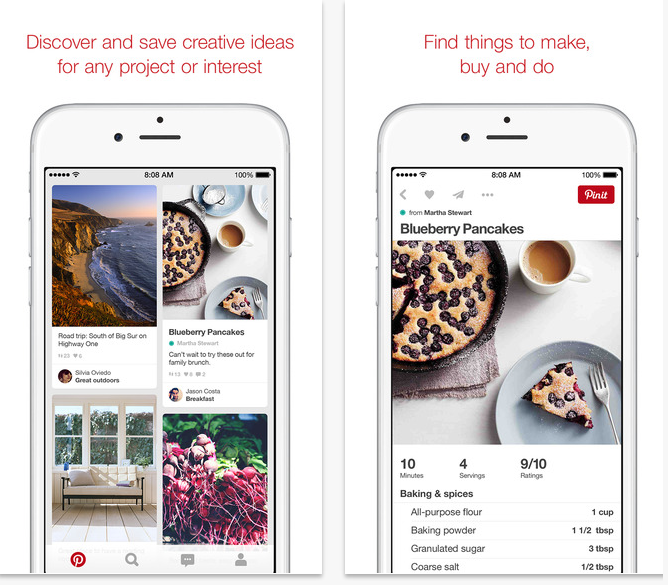 Discover and save creative ideas
for any project or interest
8:08 AM
100%
Road trip: South of Big Sur on
Highway One
23 6
Silvia Oviedo
Great outdoors
Blueberry Pancakes
Martha Stewart
Can't wait to try these out for
family brunch.
13 8 2
Jason Costa
Breakfast
Find things to make,
buy and do
8:08 AM
100%
Pinit
from Martha Stewart
Blueberry Pancakes
10
Minutes
4
Servings
9/10
Ratings
Baking & spices
All-purpose flour 1 cup
Baking powder 1 1/2 tbsp
Granulated sugar 3 tbsp
Coarse salt 1/2 tbsp